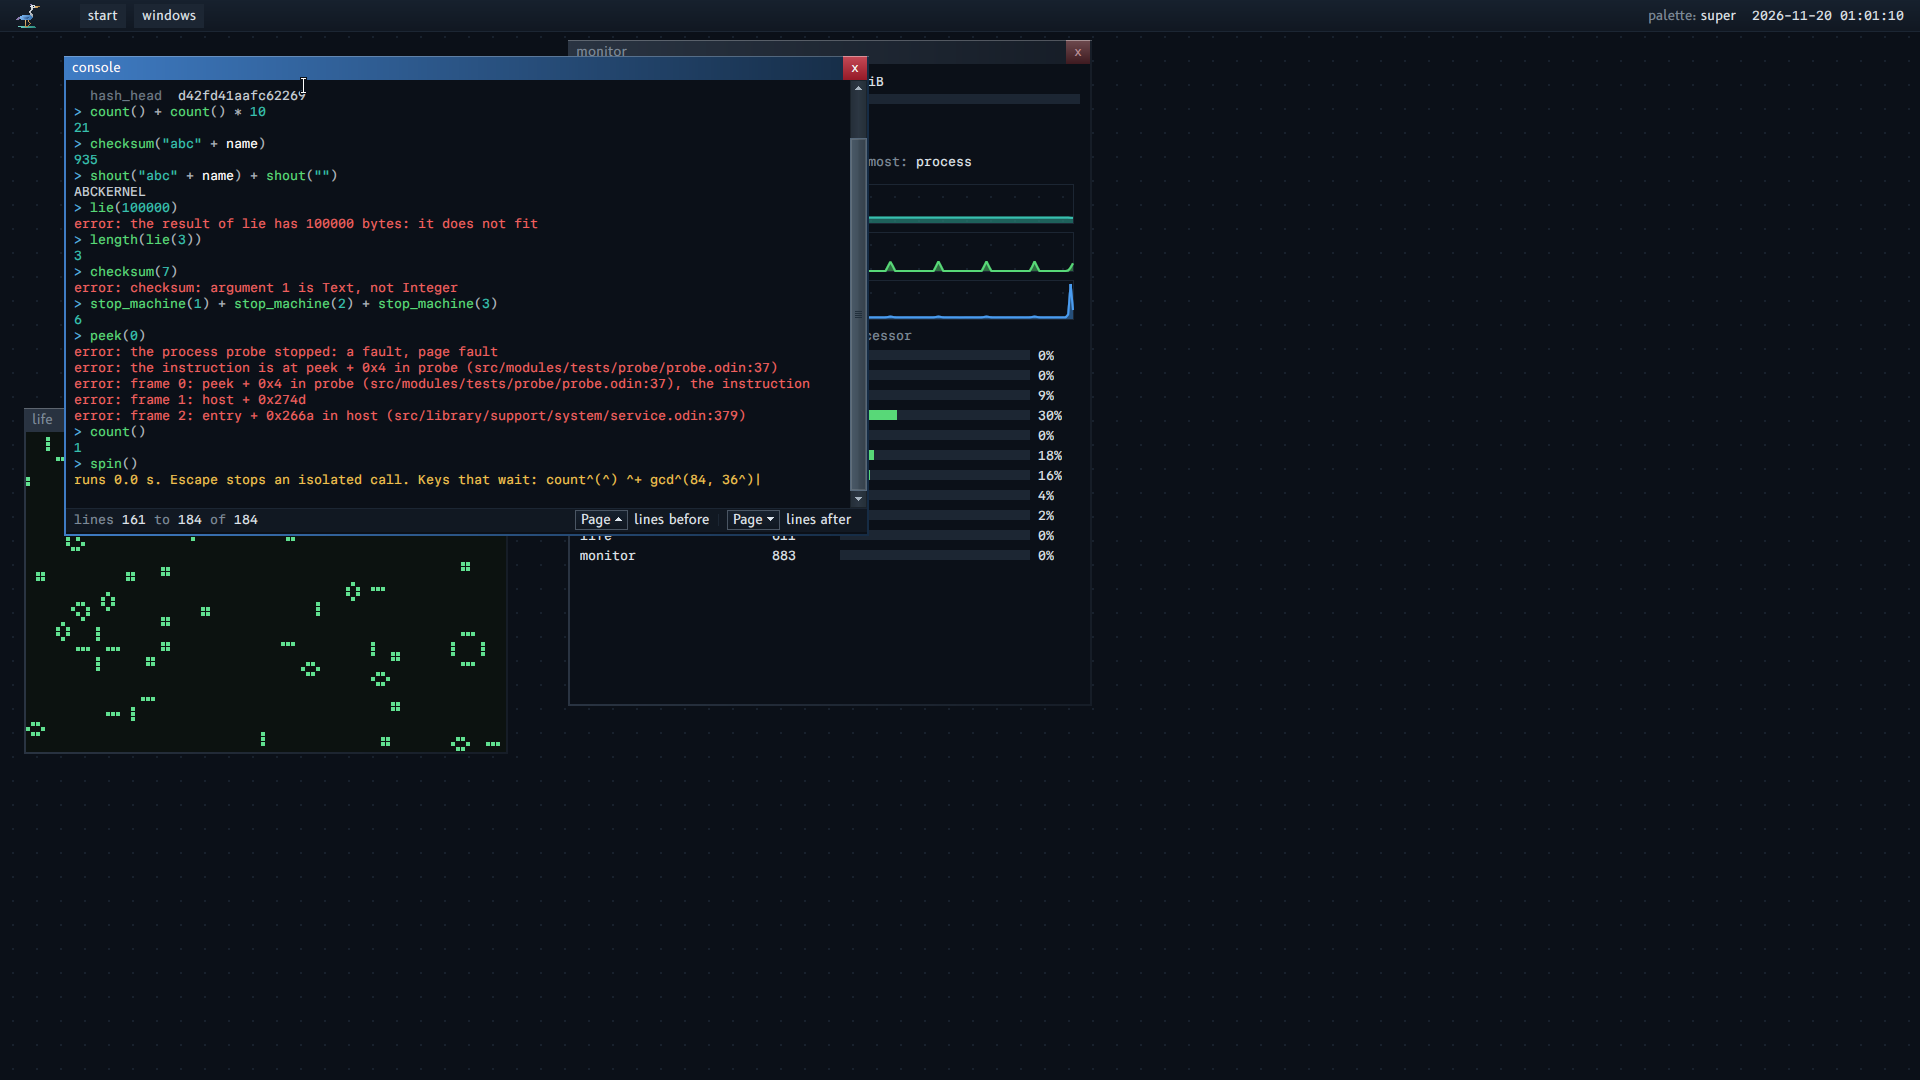 start windows palette: super 2026-11-20 01:01:10
monitor x
console x
iB
hash_head d42fd41aafc62269
> count() + count() * 10
21
> checksum("abc" + name)
935
> shout("abc" + name) + shout("")
ABCKERNEL
> lie(100000)
error: the result of lie has 100000 bytes: it does not fit
> length(lie(3))
3
> checksum(7)
error: checksum: argument 1 is Text, not Integer
> stop_machine(1) + stop_machine(2) + stop_machine(3)
6
> peek(0)
error: the process probe stopped: a fault, page fault
error: the instruction is at peek + 0x4 in probe (src/modules/tests/probe/probe.odin:37)
error: frame 0: peek + 0x4 in probe (src/modules/tests/probe/probe.odin:37), the instruction
error: frame 1: host + 0x274d
error: frame 2: entry + 0x266a in host (src/library/support/system/service.odin:379)
> count()
1
> spin()
runs 0.0 s. Escape stops an isolated call. Keys that wait: count^(^) ^+ gcd^(84, 36^)|
lines 161 to 184 of 184 Page lines before Page lines after
most: process
cessor
0%
0%
9%
30%
0%
18%
16%
4%
2%
0%
monitor 883 0%
life